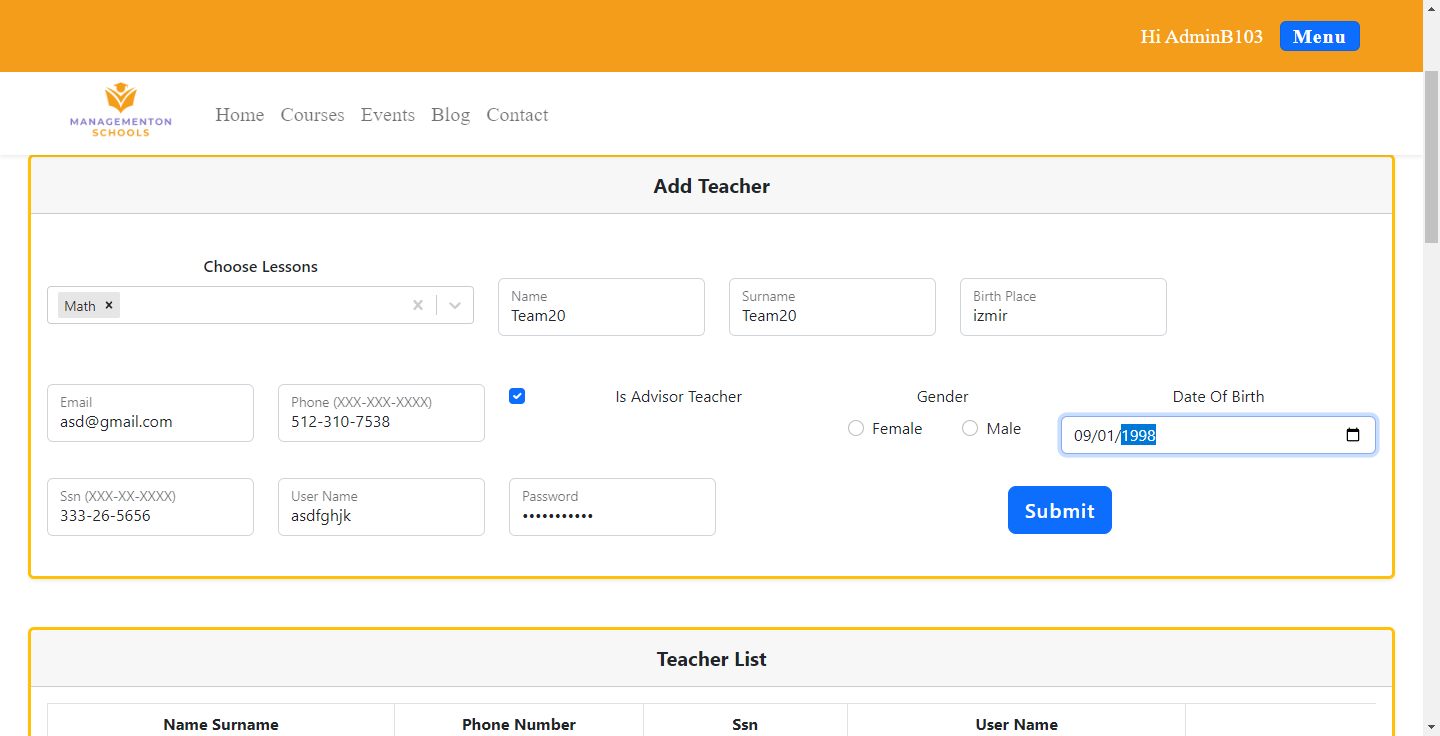 Hi AdminB103 Menu
MANAGEMENTON
SCHOOLS
Home Courses Events Blog Contact
Add Teacher
Choose Lessons
Math
Name
Team20
Surname
Team20
Birth Place
izmir
Email
asd@gmail.com
Phone (XXX-XXX-XXXX)
512-310-7538
Is Advisor Teacher
Gender
Female Male
Date Of Birth
09/01/1998
Ssn (XXX-XX-XXXX)
333-26-5656
User Name
asdfghjk
Password
•••••••••••
Submit
Teacher List
Name Surname Phone Number Ssn User Name